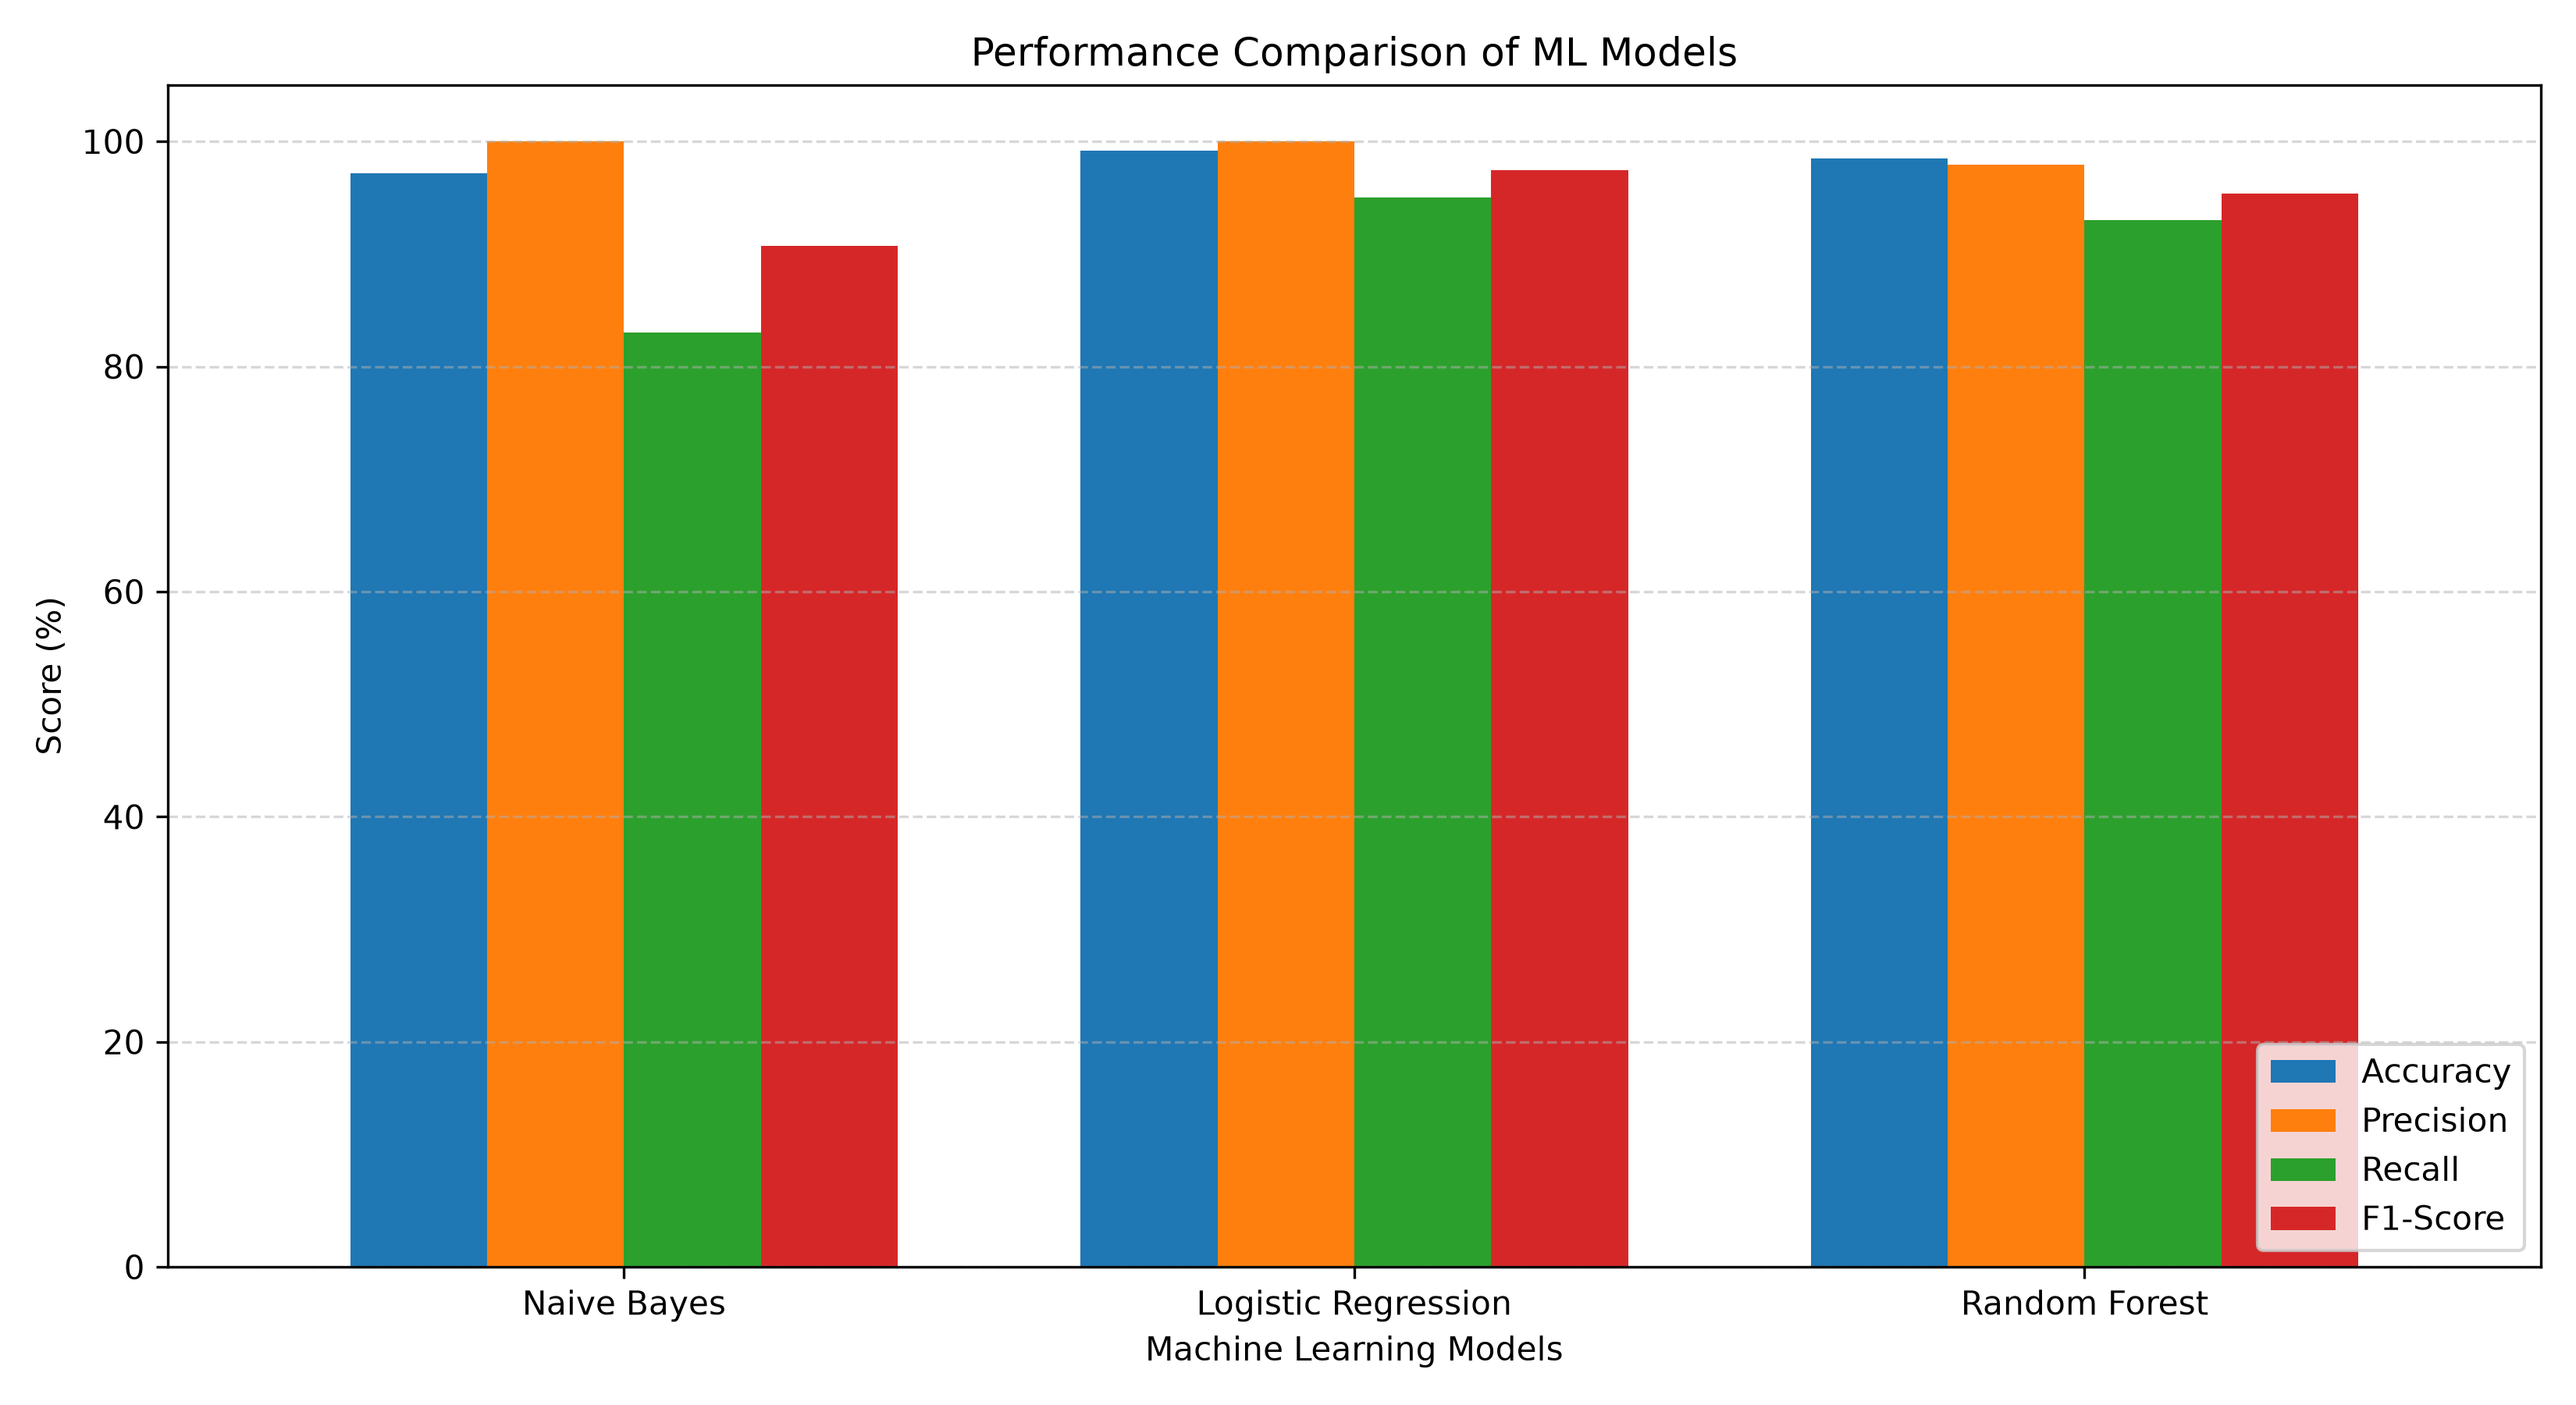 Performance Comparison of ML Models
100
80
60
40
20
0
Score (%)
Naive Bayes
Logistic Regression
Random Forest
Machine Learning Models
Accuracy
Precision
Recall
F1-Score